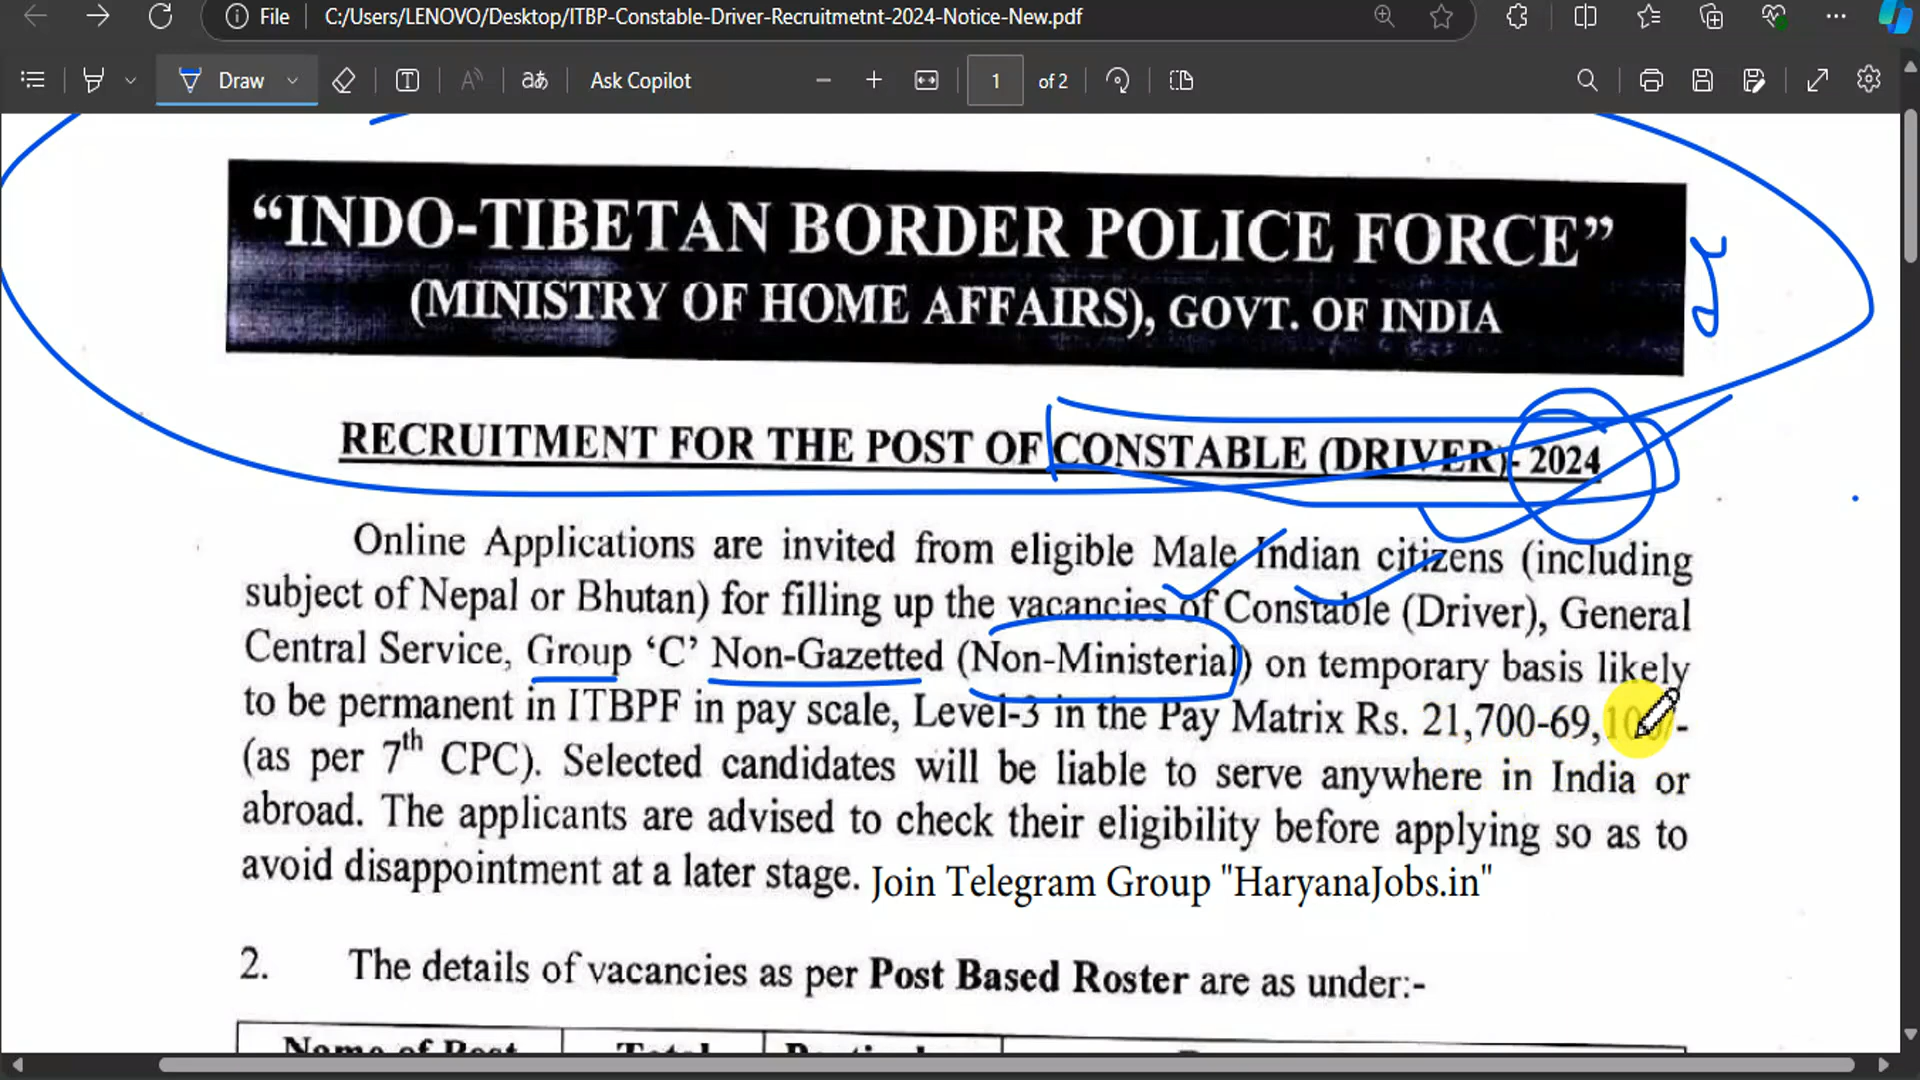 File C:/Users/LENOVO/Desktop/ITBP-Constable-Driver-Recruitmetnt-2024-Notice-New.pdf
Draw Ask Copilot 1 of 2
“INDO-TIBETAN BORDER POLICE FORCE”
(MINISTRY OF HOME AFFAIRS), GOVT. OF INDIA
RECRUITMENT FOR THE POST OF CONSTABLE (DRIVER)- 2024
Online Applications are invited from eligible Male Indian citizens (including
subject of Nepal or Bhutan) for filling up the vacancies of Constable (Driver), General
Central Service, Group ‘C’ Non-Gazetted (Non-Ministerial) on temporary basis likely
to be permanent in ITBPF in pay scale, Level-3 in the Pay Matrix Rs. 21,700-69,100/-
(as per 7th CPC). Selected candidates will be liable to serve anywhere in India or
abroad. The applicants are advised to check their eligibility before applying so as to
avoid disappointment at a later stage. Join Telegram Group "HaryanaJobs.in"
2. The details of vacancies as per Post Based Roster are as under:-
Name of Post Total